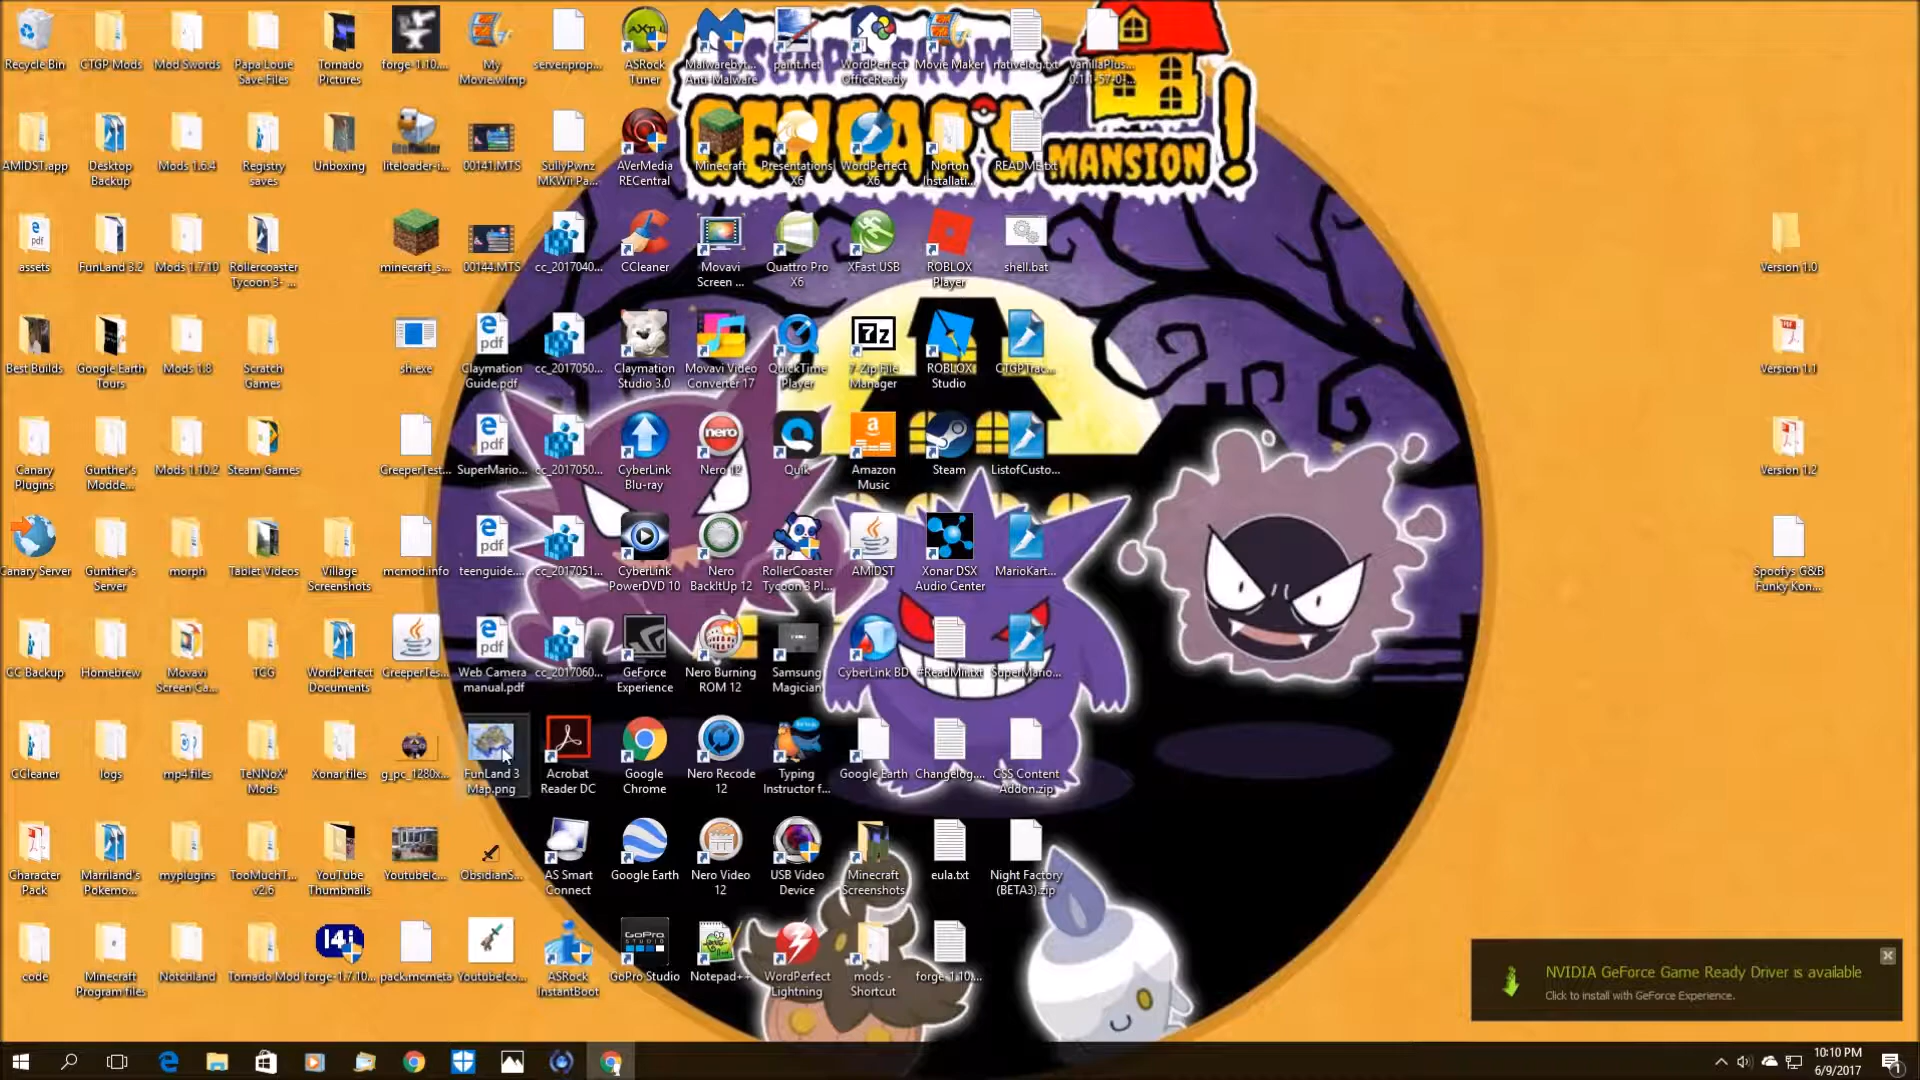 ESCAPE FROM
GENGAR'S
MANSION!
Recycle Bin
CTGP Mods
Mod Swords
Papa Louie
Save Files
Tornado
Pictures
forge-1.10....
My
Movie.wlmp
server.prop...
ASRock
Tuner
Malwarebyt...
Anti-Malware
paint.net
WordPerfect
OfficeReady
Movie Maker
nativelog.txt
VanillaPlus...
0.1.1-57-0-...
AMIDST.app
Desktop
Backup
Mods 1.6.4
Registry
saves
Unboxing
liteloader-i...
00141.MTS
SullyPwnz
MKWii Pa...
AVerMedia
RECentral
Minecraft
Presentations
X6
WordPerfect
X6
Norton
Installati...
README.txt
assets
FunLand 3.2
Mods 1.7.10
Rollercoaster
Tycoon 3- ...
minecraft_s...
00144.MTS
cc_2017040...
CCleaner
Movavi
Screen ...
Quattro Pro
X6
XFast USB
ROBLOX
Player
shell.bat
Version 1.0
Best Builds
Google Earth
Tours
Mods 1.8
Scratch
Games
sh.exe
Claymation
Guide.pdf
cc_2017050...
Claymation
Studio 3.0
Movavi Video
Converter 17
QuickTime
Player
7-Zip File
Manager
ROBLOX
Studio
CTGPTrac...
Version 1.1
Canary
Plugins
Gunther's
Modde...
Mods 1.10.2
Steam Games
CreeperTest...
SuperMario...
cc_2017050...
CyberLink
Blu-ray
Nero 12
Quik
Amazon
Music
Steam
ListofCusto...
Version 1.2
Canary Server
Gunther's
Server
morph
Tablet Videos
Village
Screenshots
mcmod.info
teenguide....
cc_2017051...
CyberLink
PowerDVD 10
Nero
BackItUp 12
RollerCoaster
Tycoon 3 Pl...
AMIDST
Xonar DSX
Audio Center
MarioKart...
Spoofys G&B
Funky Kon...
CC Backup
Homebrew
Movavi
Screen Ca...
TCG
WordPerfect
Documents
CreeperTes...
Web Camera
manual.pdf
cc_2017060...
GeForce
Experience
Nero Burning
ROM 12
Samsung
Magician
CyberLink BD
#ReadMin.txt
SuperMario...
CCleaner
logs
mp4 files
TeNNoX'
Mods
Xonar files
g_pc_1280x...
FunLand 3
Map.png
Acrobat
Reader DC
Google
Chrome
Nero Recode
12
Typing
Instructor f...
Google Earth
Changelog....
CSS Content
Addon.zip
Character
Pack
Marriland's
Pokemo...
myplugins
TooMuchT...
v2.6
YouTube
Thumbnails
YoutubeIc...
ObsidianS...
AS Smart
Connect
Google Earth
Nero Video
12
USB Video
Device
Minecraft
Screenshots
eula.txt
Night Factory
(BETA3).zip
code
Minecraft
Program files
Notchland
Tornado Mod
forge-1.7.10...
pack.mcmeta
YoutubeIco...
ASRock
InstantBoot
GoPro Studio
Notepad++
WordPerfect
Lightning
mods -
Shortcut
forge-1.10....
NVIDIA GeForce Game Ready Driver is available
Click to install with GeForce Experience.
10:10 PM
6/9/2017